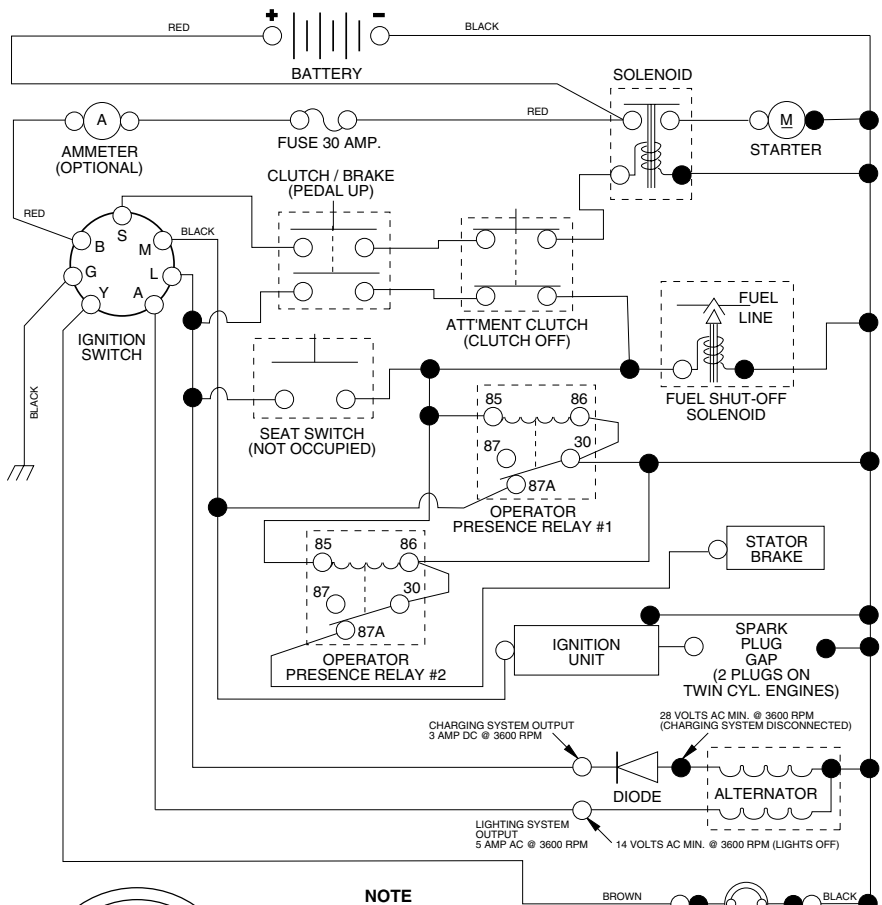 RED
+
-
BLACK
BATTERY
SOLENOID
A
RED
M
AMMETER
(OPTIONAL)
FUSE 30 AMP.
STARTER
CLUTCH / BRAKE
(PEDAL UP)
RED
S
BLACK
B
M
G
L
Y
A
IGNITION
SWITCH
ATT'MENT CLUTCH
(CLUTCH OFF)
FUEL
LINE
BLACK
SEAT SWITCH
(NOT OCCUPIED)
FUEL SHUT-OFF
SOLENOID
85
86
87
30
87A
OPERATOR
PRESENCE RELAY #1
85
86
87
30
87A
OPERATOR
PRESENCE RELAY #2
STATOR
BRAKE
IGNITION
UNIT
SPARK
PLUG
GAP
(2 PLUGS ON
TWIN CYL. ENGINES)
CHARGING SYSTEM OUTPUT
3 AMP DC @ 3600 RPM
28 VOLTS AC MIN. @ 3600 RPM
(CHARGING SYSTEM DISCONNECTED)
DIODE
ALTERNATOR
LIGHTING SYSTEM
OUTPUT
5 AMP AC @ 3600 RPM
14 VOLTS AC MIN. @ 3600 RPM (LIGHTS OFF)
NOTE
BROWN
BLACK